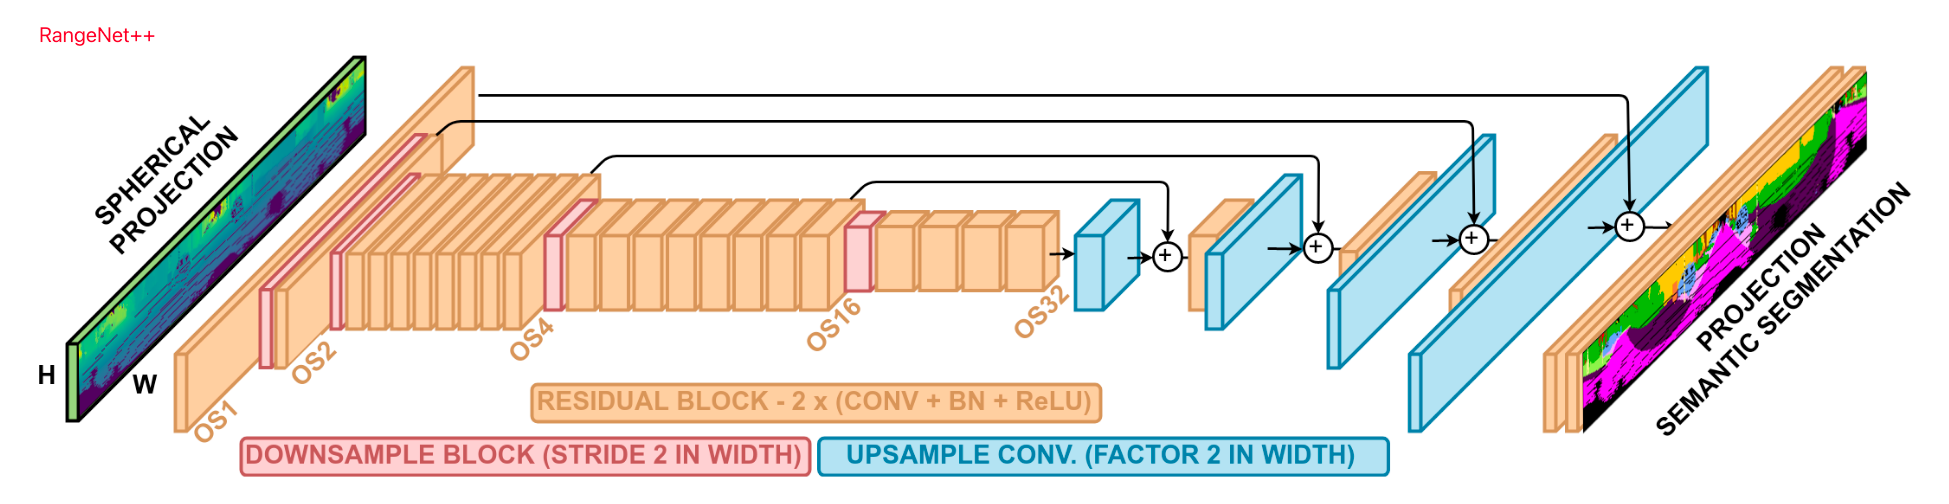 RangeNet++
SPHERICAL
PROJECTION
H
W
OS1
OS2
OS4
OS16
OS32
+
+
+
+
PROJECTION
SEMANTIC SEGMENTATION
RESIDUAL BLOCK - 2 x (CONV + BN + ReLU)
DOWNSAMPLE BLOCK (STRIDE 2 IN WIDTH)
UPSAMPLE CONV. (FACTOR 2 IN WIDTH)